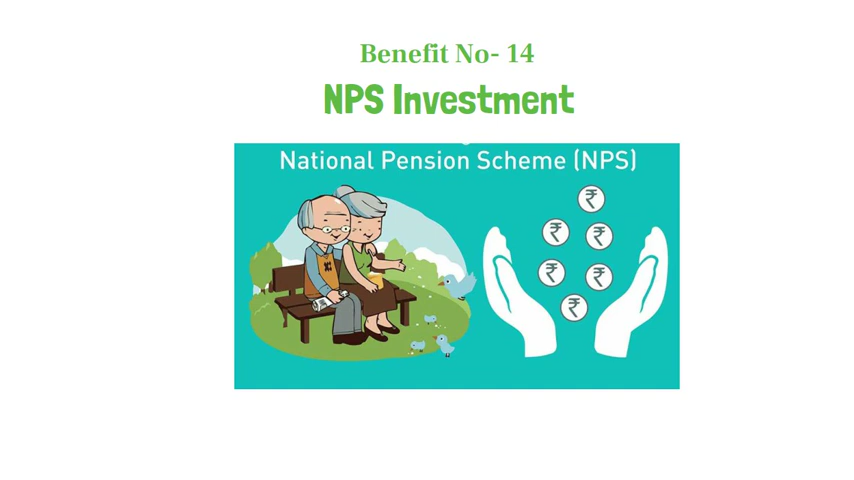 Benefit No- 14
NPS Investment
National Pension Scheme (NPS)
₹
₹
₹
₹
₹
₹